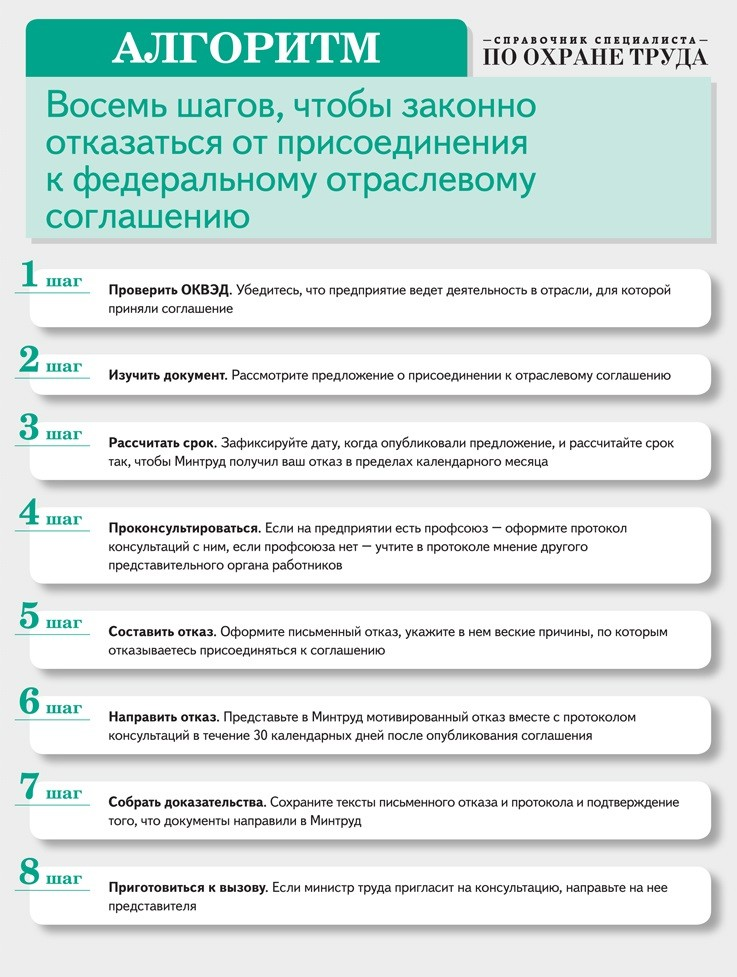 АЛГОРИТМ
— СПРАВОЧНИК СПЕЦИАЛИСТА —
ПО ОХРАНЕ ТРУДА
Восемь шагов, чтобы законно
отказаться от присоединения
к федеральному отраслевому
соглашению
1 шаг
Проверить ОКВЭД. Убедитесь, что предприятие ведет деятельность в отрасли, для которой
приняли соглашение
2 шаг
Изучить документ. Рассмотрите предложение о присоединении к отраслевому соглашению
3 шаг
Рассчитать срок. Зафиксируйте дату, когда опубликовали предложение, и рассчитайте срок
так, чтобы Минтруд получил ваш отказ в пределах календарного месяца
4 шаг
Проконсультироваться. Если на предприятии есть профсоюз — оформите протокол
консультаций с ним, если профсоюза нет — учтите в протоколе мнение другого
представительного органа работников
5 шаг
Составить отказ. Оформите письменный отказ, укажите в нем веские причины, по которым
отказываетесь присоединяться к соглашению
6 шаг
Направить отказ. Представьте в Минтруд мотивированный отказ вместе с протоколом
консультаций в течение 30 календарных дней после опубликования соглашения
7 шаг
Собрать доказательства. Сохраните тексты письменного отказа и протокола и подтверждение
того, что документы направили в Минтруд
8 шаг
Приготовиться к вызову. Если министр труда пригласит на консультацию, направьте на нее
представителя